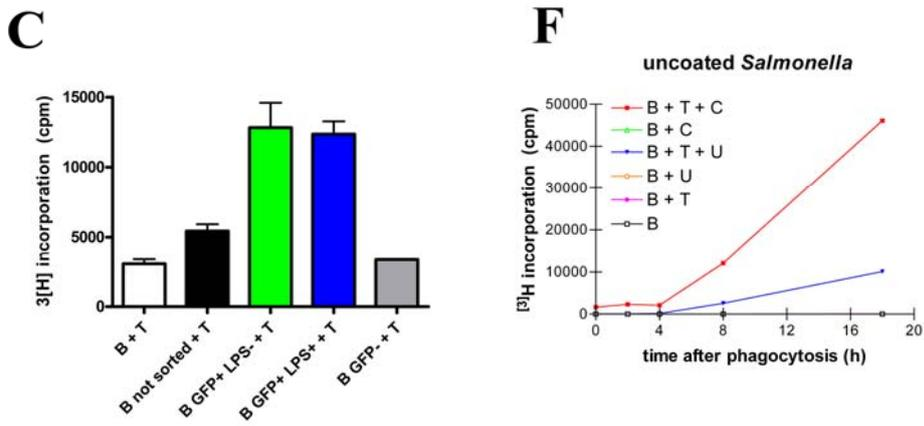 C
3[H] incorporation (cpm)
15000
10000
5000
0
B + T
B not sorted + T
B GFP+ LPS- + T
B GFP+ LPS+ + T
B GFP- + T
F
uncoated Salmonella
[³]H incorporation (cpm)
50000
40000
30000
20000
10000
0
B + T + C
B + C
B + T + U
B + U
B + T
B
0 4 8 12 16 20
time after phagocytosis (h)